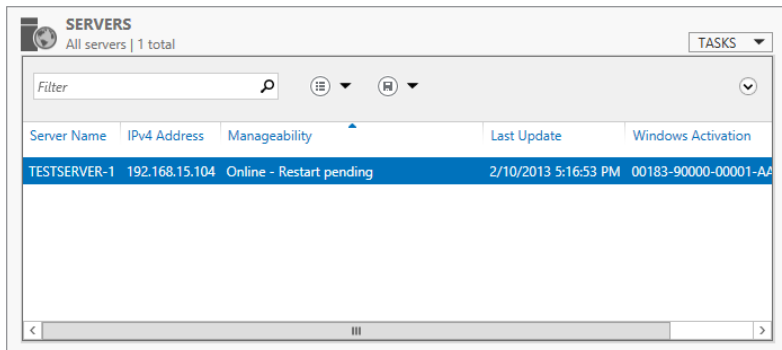 SERVERS
All servers | 1 total
TASKS
Filter
Server Name IPv4 Address Manageability Last Update Windows Activation
TESTSERVER-1 192.168.15.104 Online - Restart pending 2/10/2013 5:16:53 PM 00183-90000-00001-AA